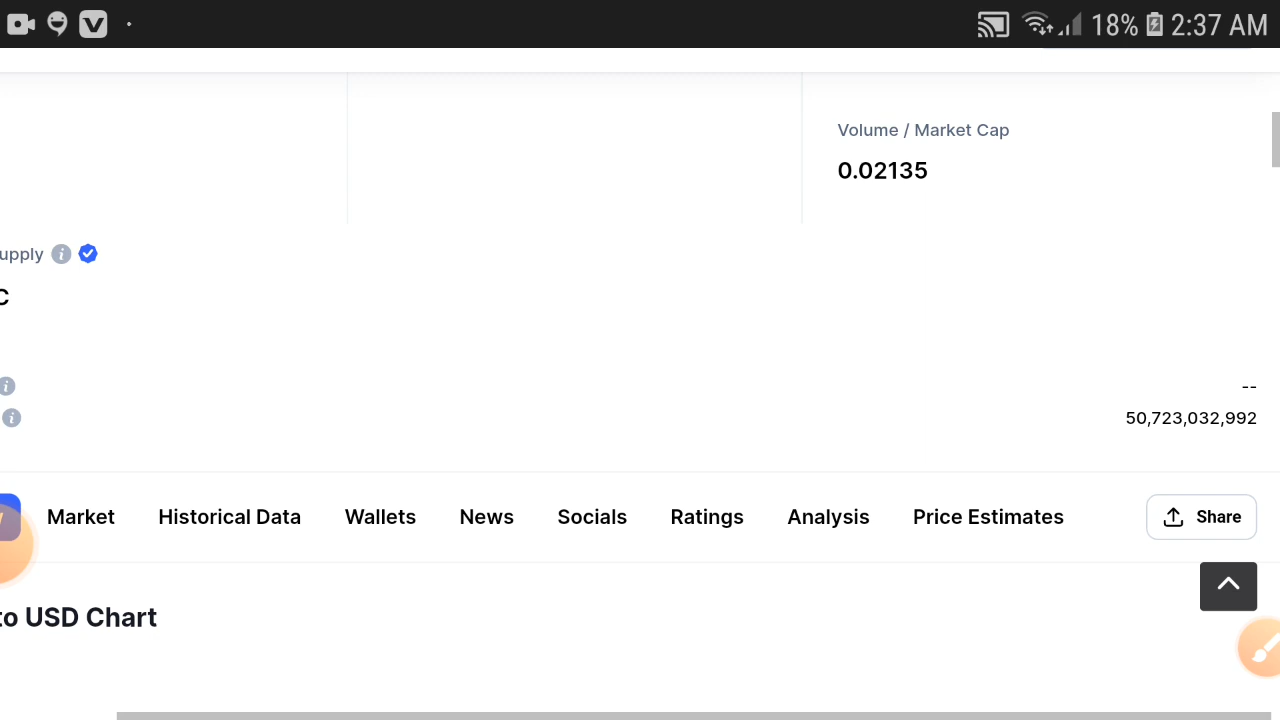 18% 2:37 AM
Volume / Market Cap
0.02135
upply
C
--
50,723,032,992
Market Historical Data Wallets News Socials Ratings Analysis Price Estimates Share
to USD Chart